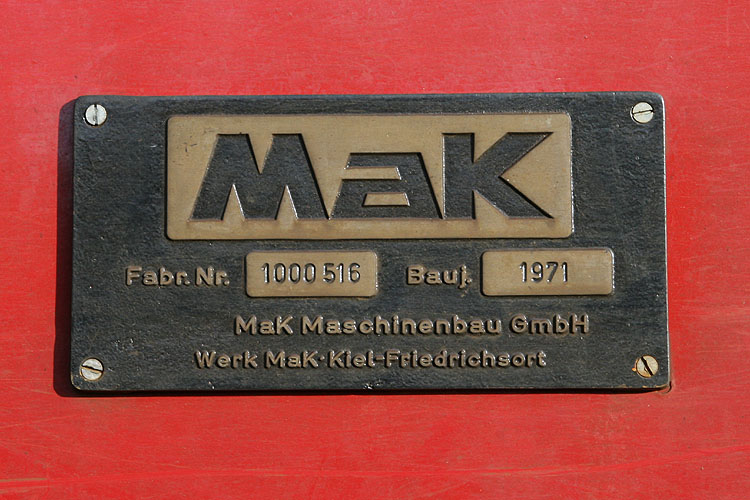 MaK
Fabr. Nr. 1000 516 Bauj. 1971
MaK Maschinenbau GmbH
Werk MaK Kiel-Friedrichsort